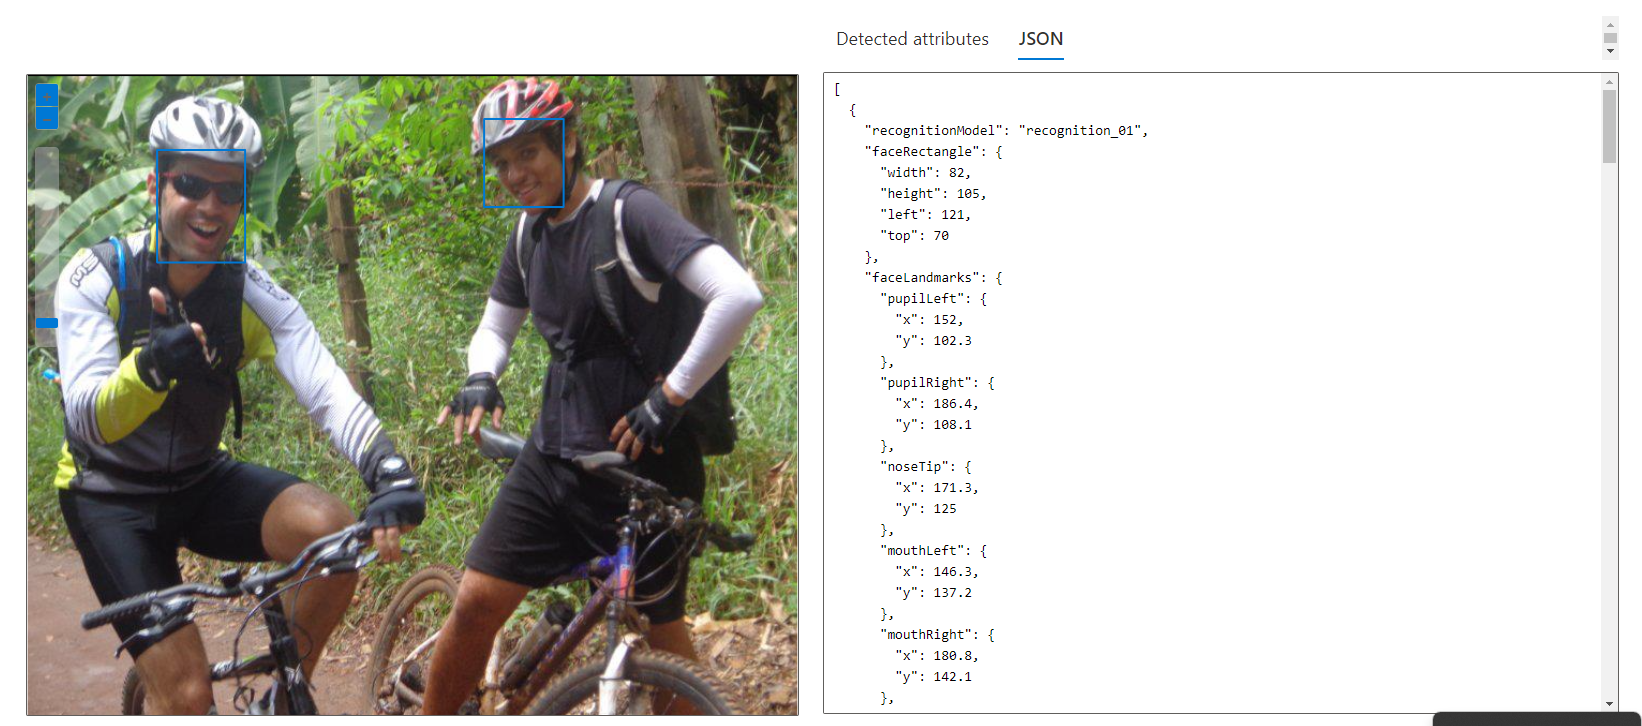 Detected attributes JSON
[
{
"recognitionModel": "recognition_01",
"faceRectangle": {
"width": 82,
"height": 105,
"left": 121,
"top": 70
},
"faceLandmarks": {
"pupilLeft": {
"x": 152,
"y": 102.3
},
"pupilRight": {
"x": 186.4,
"y": 108.1
},
"noseTip": {
"x": 171.3,
"y": 125
},
"mouthLeft": {
"x": 146.3,
"y": 137.2
},
"mouthRight": {
"x": 180.8,
"y": 142.1
},